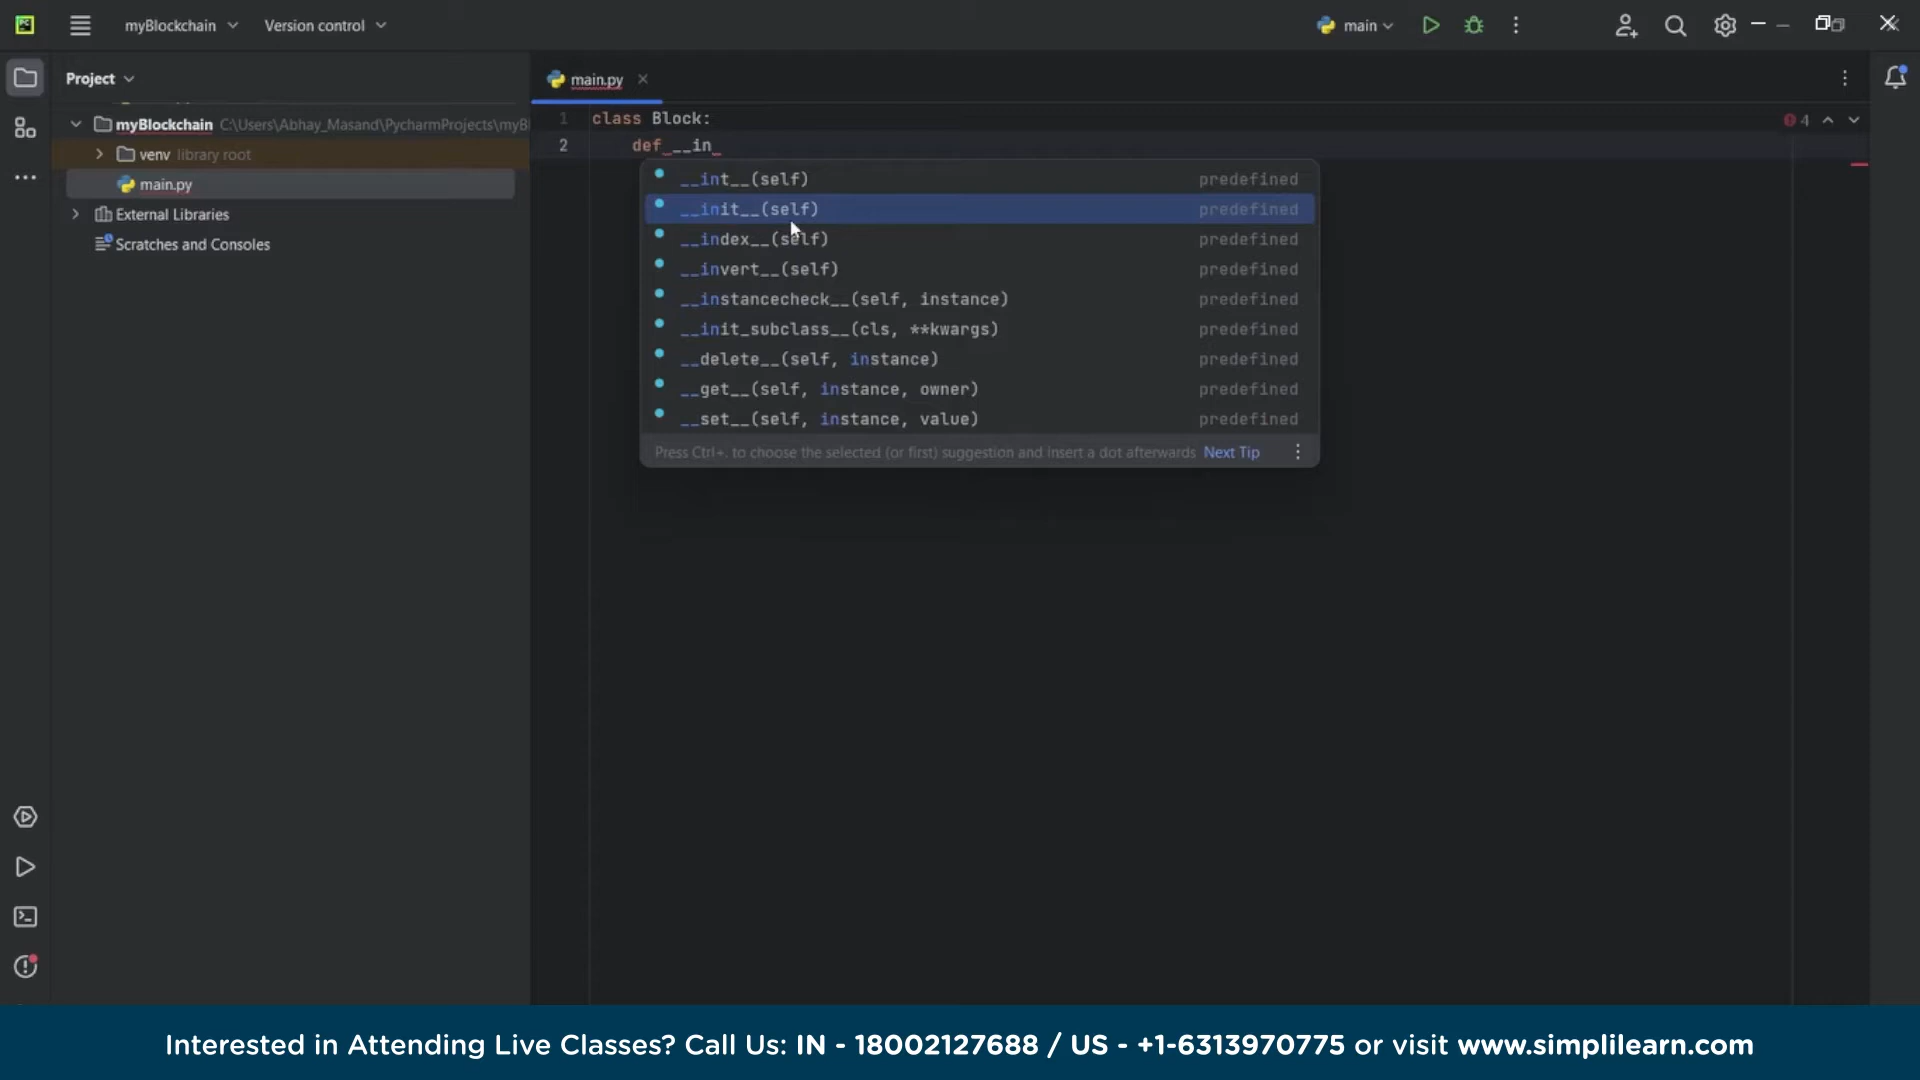 PC
myBlockchain
Version control
main
Project
main.py
myBlockchain C:\Users\Abhay_Masand\PycharmProjects\myB
venv library root
main.py
External Libraries
Scratches and Consoles
1 class Block:
4
2 def __in_
__int__(self) predefined
__init__(self) predefined
__index__(self) predefined
__invert__(self) predefined
__instancecheck__(self, instance) predefined
__init_subclass__(cls, **kwargs) predefined
__delete__(self, instance) predefined
__get__(self, instance, owner) predefined
__set__(self, instance, value) predefined
Press Ctrl+. to choose the selected (or first) suggestion and insert a dot afterwards Next Tip
Interested in Attending Live Classes? Call Us: IN - 18002127688 / US - +1-6313970775 or visit www.simplilearn.com